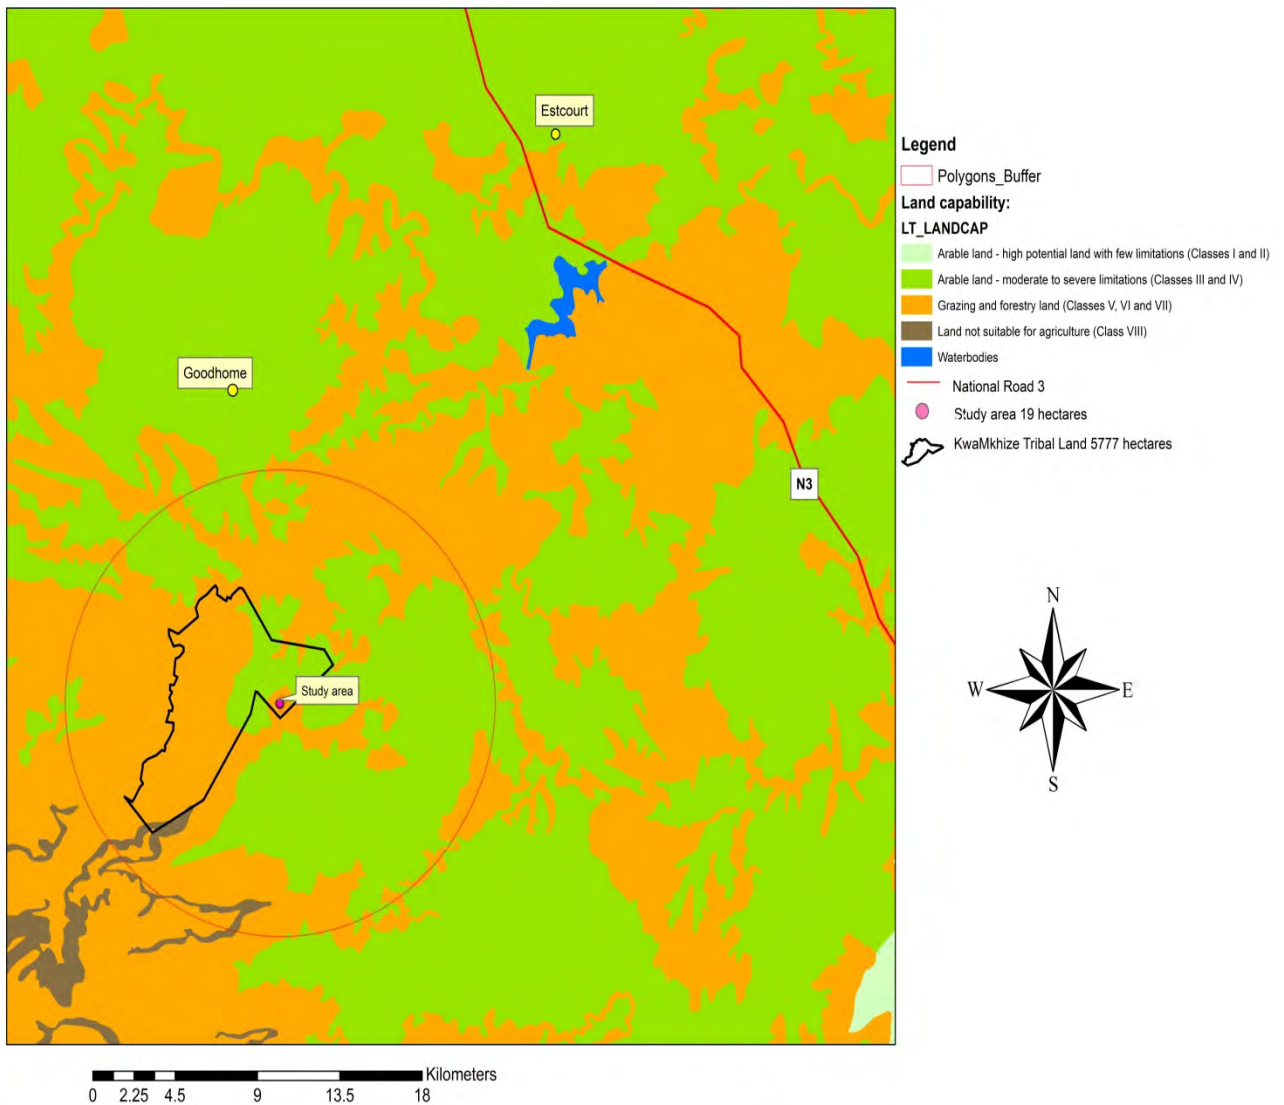 Estcourt
Goodhome
N3
Study area
Legend
Polygons_Buffer
Land capability:
LT_LANDCAP
Arable land - high potential land with few limitations (Classes I and II)
Arable land - moderate to severe limitations (Classes III and IV)
Grazing and forestry land (Classes V, VI and VII)
Land not suitable for agriculture (Class VIII)
Waterbodies
National Road 3
Study area 19 hectares
KwaMkhize Tribal Land 5777 hectares
N
W E
S
Kilometers
0 2.25 4.5 9 13.5 18